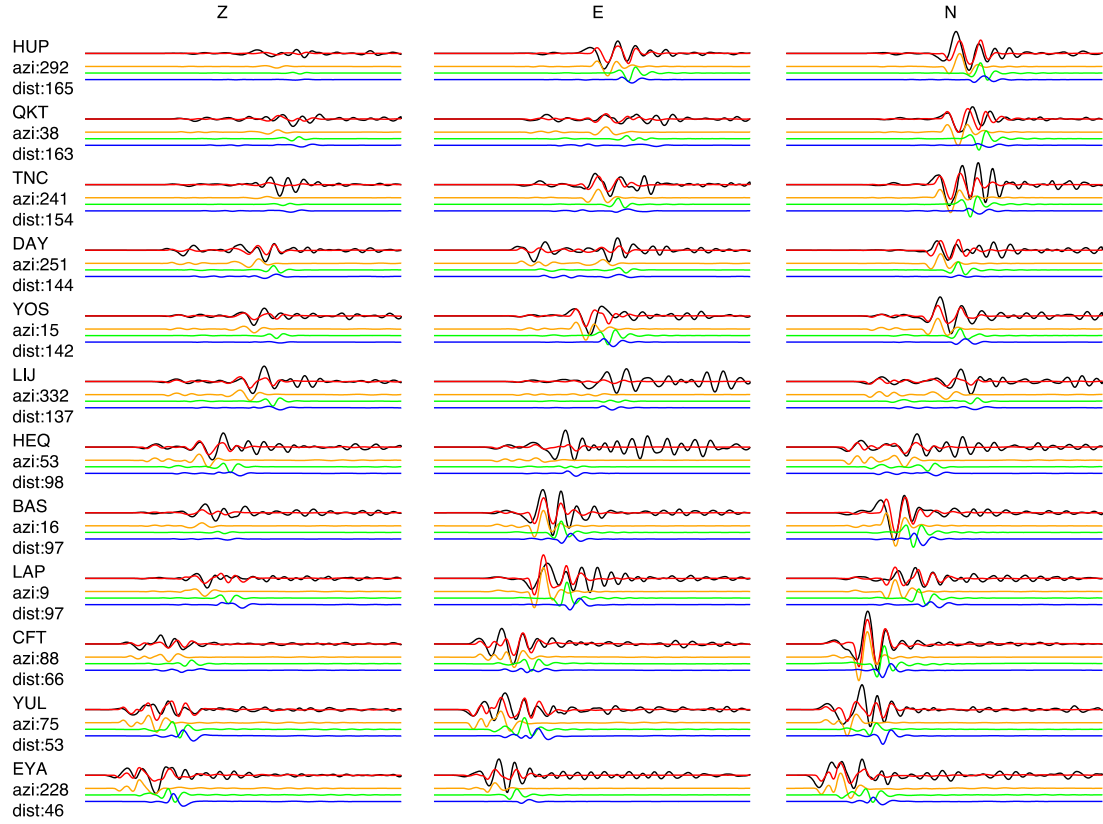 Z E N
HUP
azi:292
dist:165
QKT
azi:38
dist:163
TNC
azi:241
dist:154
DAY
azi:251
dist:144
YOS
azi:15
dist:142
LIJ
azi:332
dist:137
HEQ
azi:53
dist:98
BAS
azi:16
dist:97
LAP
azi:9
dist:97
CFT
azi:88
dist:66
YUL
azi:75
dist:53
EYA
azi:228
dist:46